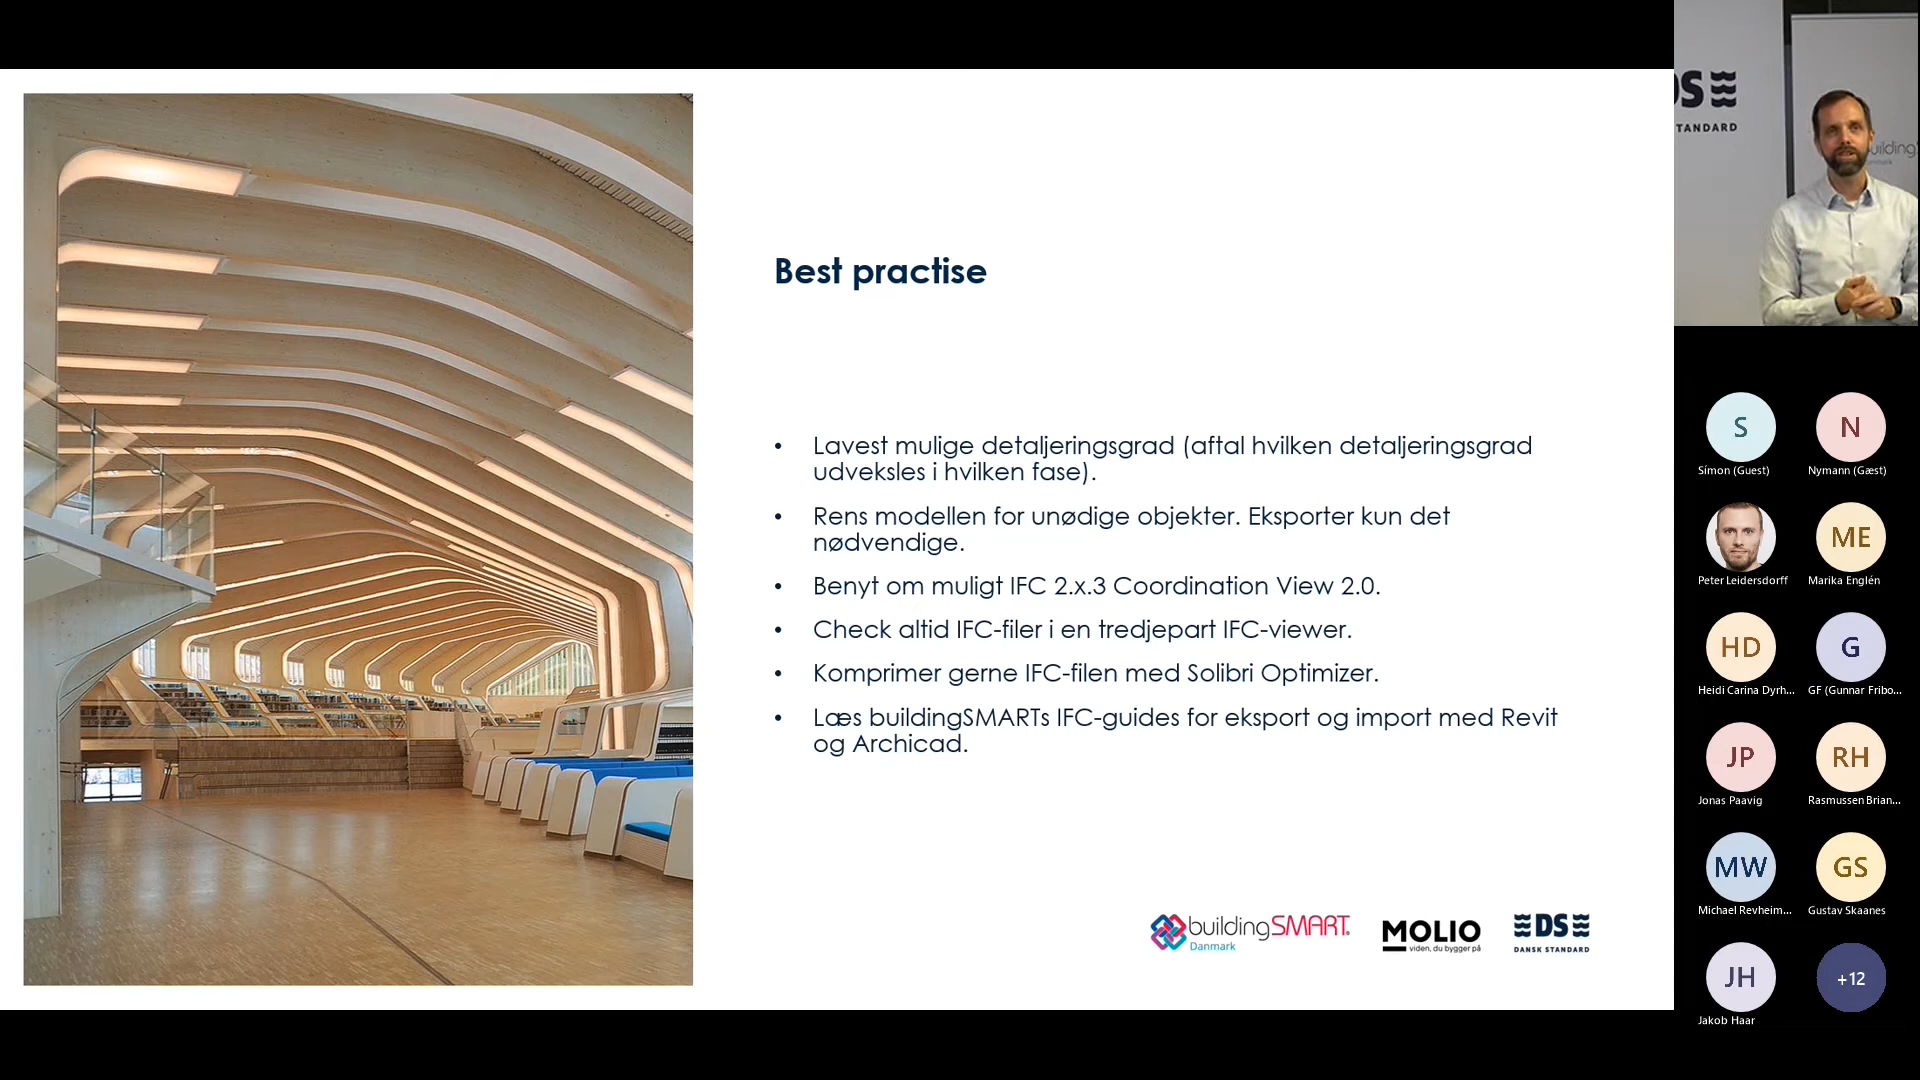 Best practise
• Lavest mulige detaljeringsgrad (aftal hvilken detaljeringsgrad
udveksles i hvilken fase).
• Rens modellen for unødige objekter. Eksporter kun det
nødvendige.
• Benyt om muligt IFC 2.x.3 Coordination View 2.0.
• Check altid IFC-filer i en tredjepart IFC-viewer.
• Komprimer gerne IFC-filen med Solibri Optimizer.
• Læs buildingSMARTs IFC-guides for eksport og import med Revit
og Archicad.
buildingSMART®
Danmark
MOLIO
viden, du bygger på
DS
DANSK STANDARD
DS
TANDARD
uilding
S
Símon (Guest)
N
Nymann (Gæst)
Peter Leidersdorff
ME
Marika Englén
HD
Heidi Carina Dyrh...
G
GF (Gunnar Fribo...
JP
Jonas Paavig
RH
Rasmussen Brian...
MW
Michael Revheim...
GS
Gustav Skaanes
JH
Jakob Haar
+12